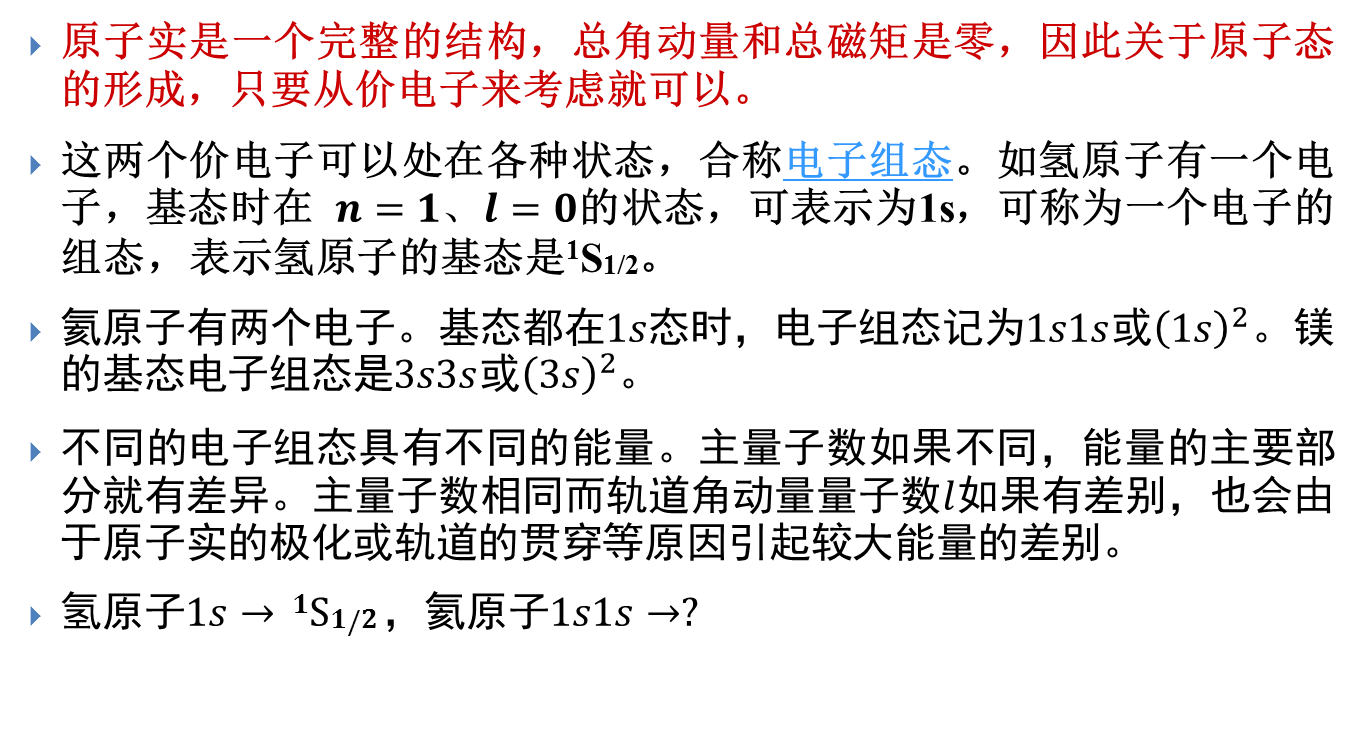 原子实是一个完整的结构，总角动量和总磁矩是零，因此关于原子态
的形成，只要从价电子来考虑就可以。
这两个价电子可以处在各种状态，合称电子组态。如氢原子有一个电
子，基态时在 n = 1、l = 0的状态，可表示为1s，可称为一个电子的
组态，表示氢原子的基态是¹S₁/₂。
氦原子有两个电子。基态都在1s态时，电子组态记为1s1s或(1s)²。镁
的基态电子组态是3s3s或(3s)²。
不同的电子组态具有不同的能量。主量子数如果不同，能量的主要部
分就有差异。主量子数相同而轨道角动量量子数l如果有差别，也会由
于原子实的极化或轨道的贯穿等原因引起较大能量的差别。
氢原子1s → ¹S₁/₂，氦原子1s1s →?